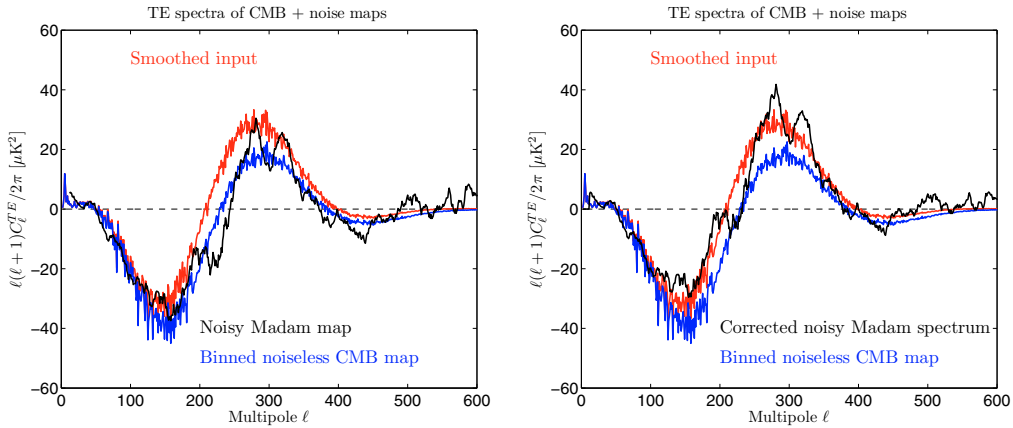 TE spectra of CMB + noise maps
60
40
20
0
−20
−40
−60
ℓ(ℓ + 1)C_ℓ^{TE}/2π [μK²]
Smoothed input
Noisy Madam map
Binned noiseless CMB map
0 100 200 300 400 500 600
Multipole ℓ
TE spectra of CMB + noise maps
60
40
20
0
−20
−40
−60
ℓ(ℓ + 1)C_ℓ^{TE}/2π [μK²]
Smoothed input
Corrected noisy Madam spectrum
Binned noiseless CMB map
0 100 200 300 400 500 600
Multipole ℓ